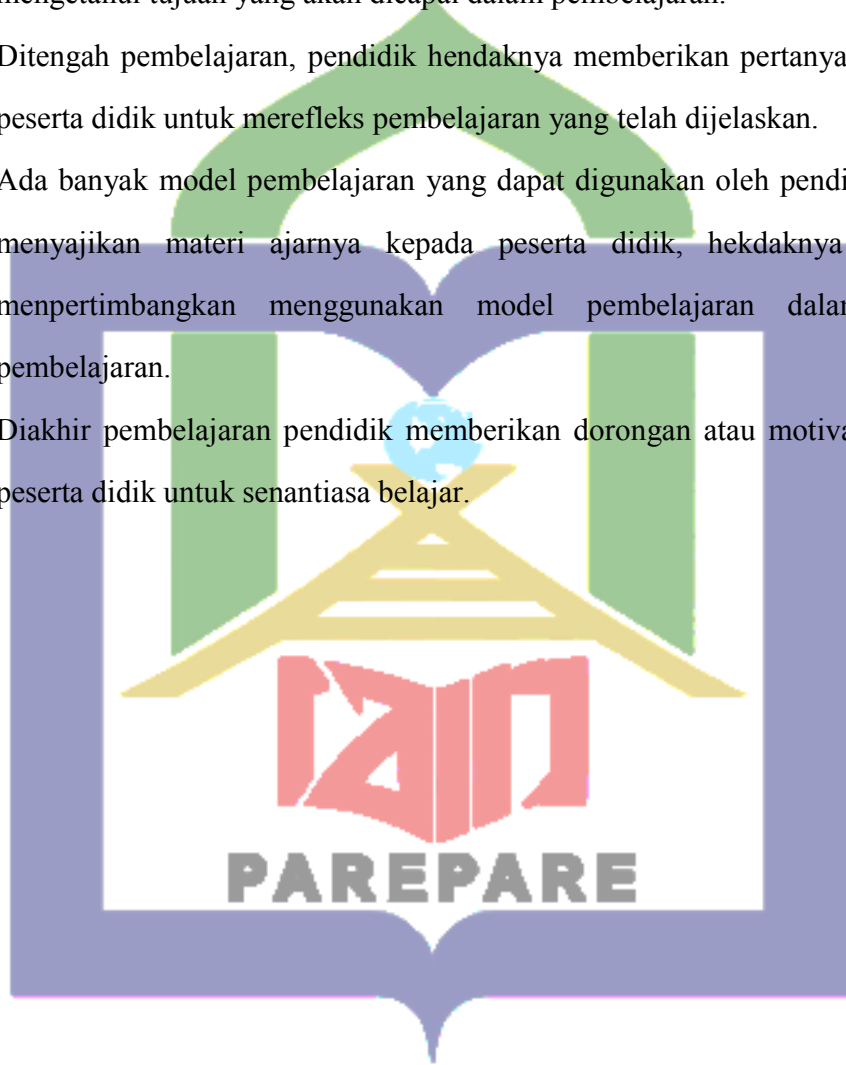 mengetahui tujuan yang akan dicapai dalam pembelajaran.
Ditengah pembelajaran, pendidik hendaknya memberikan pertanya
peserta didik untuk merefleks pembelajaran yang telah dijelaskan.
Ada banyak model pembelajaran yang dapat digunakan oleh pendi
menyajikan materi ajarnya kepada peserta didik, hekdaknya
menpertimbangkan menggunakan model pembelajaran dalam
pembelajaran.
Diakhir pembelajaran pendidik memberikan dorongan atau motiva
peserta didik untuk senantiasa belajar.
iain
PAREPARE